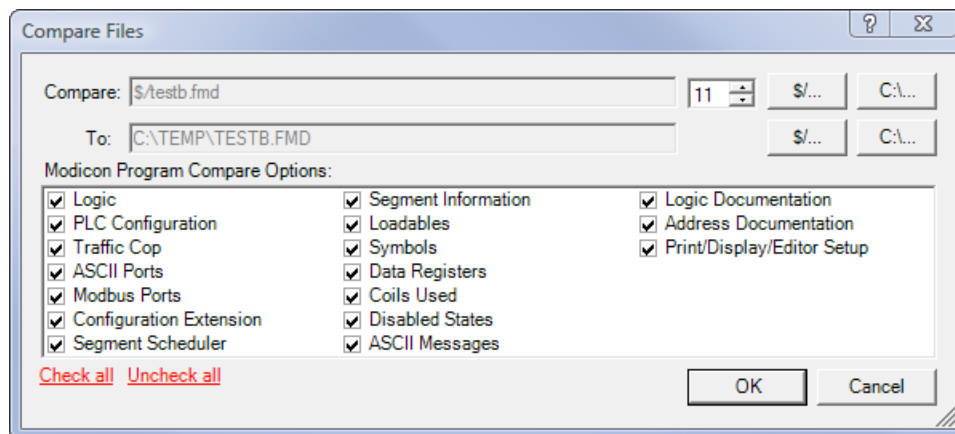 Compare Files
Compare: $/testb.fmd 11 $/... C:\...
To: C:\TEMP\TESTB.FMD $/... C:\...
Modicon Program Compare Options:
Logic Segment Information Logic Documentation
PLC Configuration Loadables Address Documentation
Traffic Cop Symbols Print/Display/Editor Setup
ASCII Ports Data Registers
Modbus Ports Coils Used
Configuration Extension Disabled States
Segment Scheduler ASCII Messages
Check all Uncheck all OK Cancel